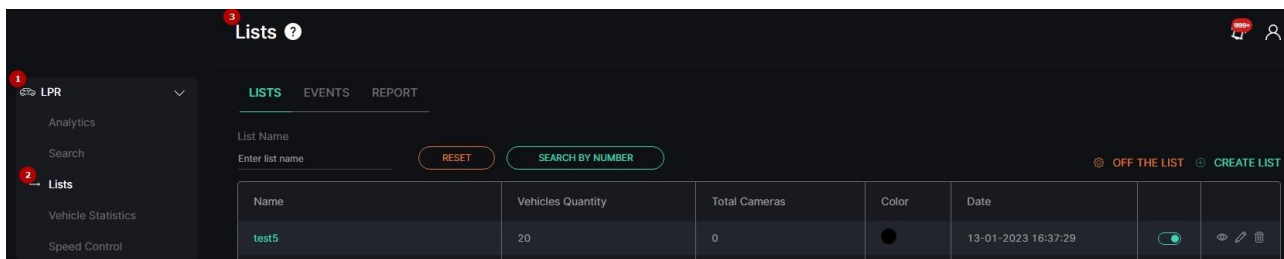 3
Lists ?
999+
1
LPR
LISTS EVENTS REPORT
Analytics
List Name
Search
Enter list name RESET SEARCH BY NUMBER
OFF THE LIST CREATE LIST
2
Lists
Name Vehicles Quantity Total Cameras Color Date
Vehicle Statistics
test5 20 0 13-01-2023 16:37:29
Speed Control